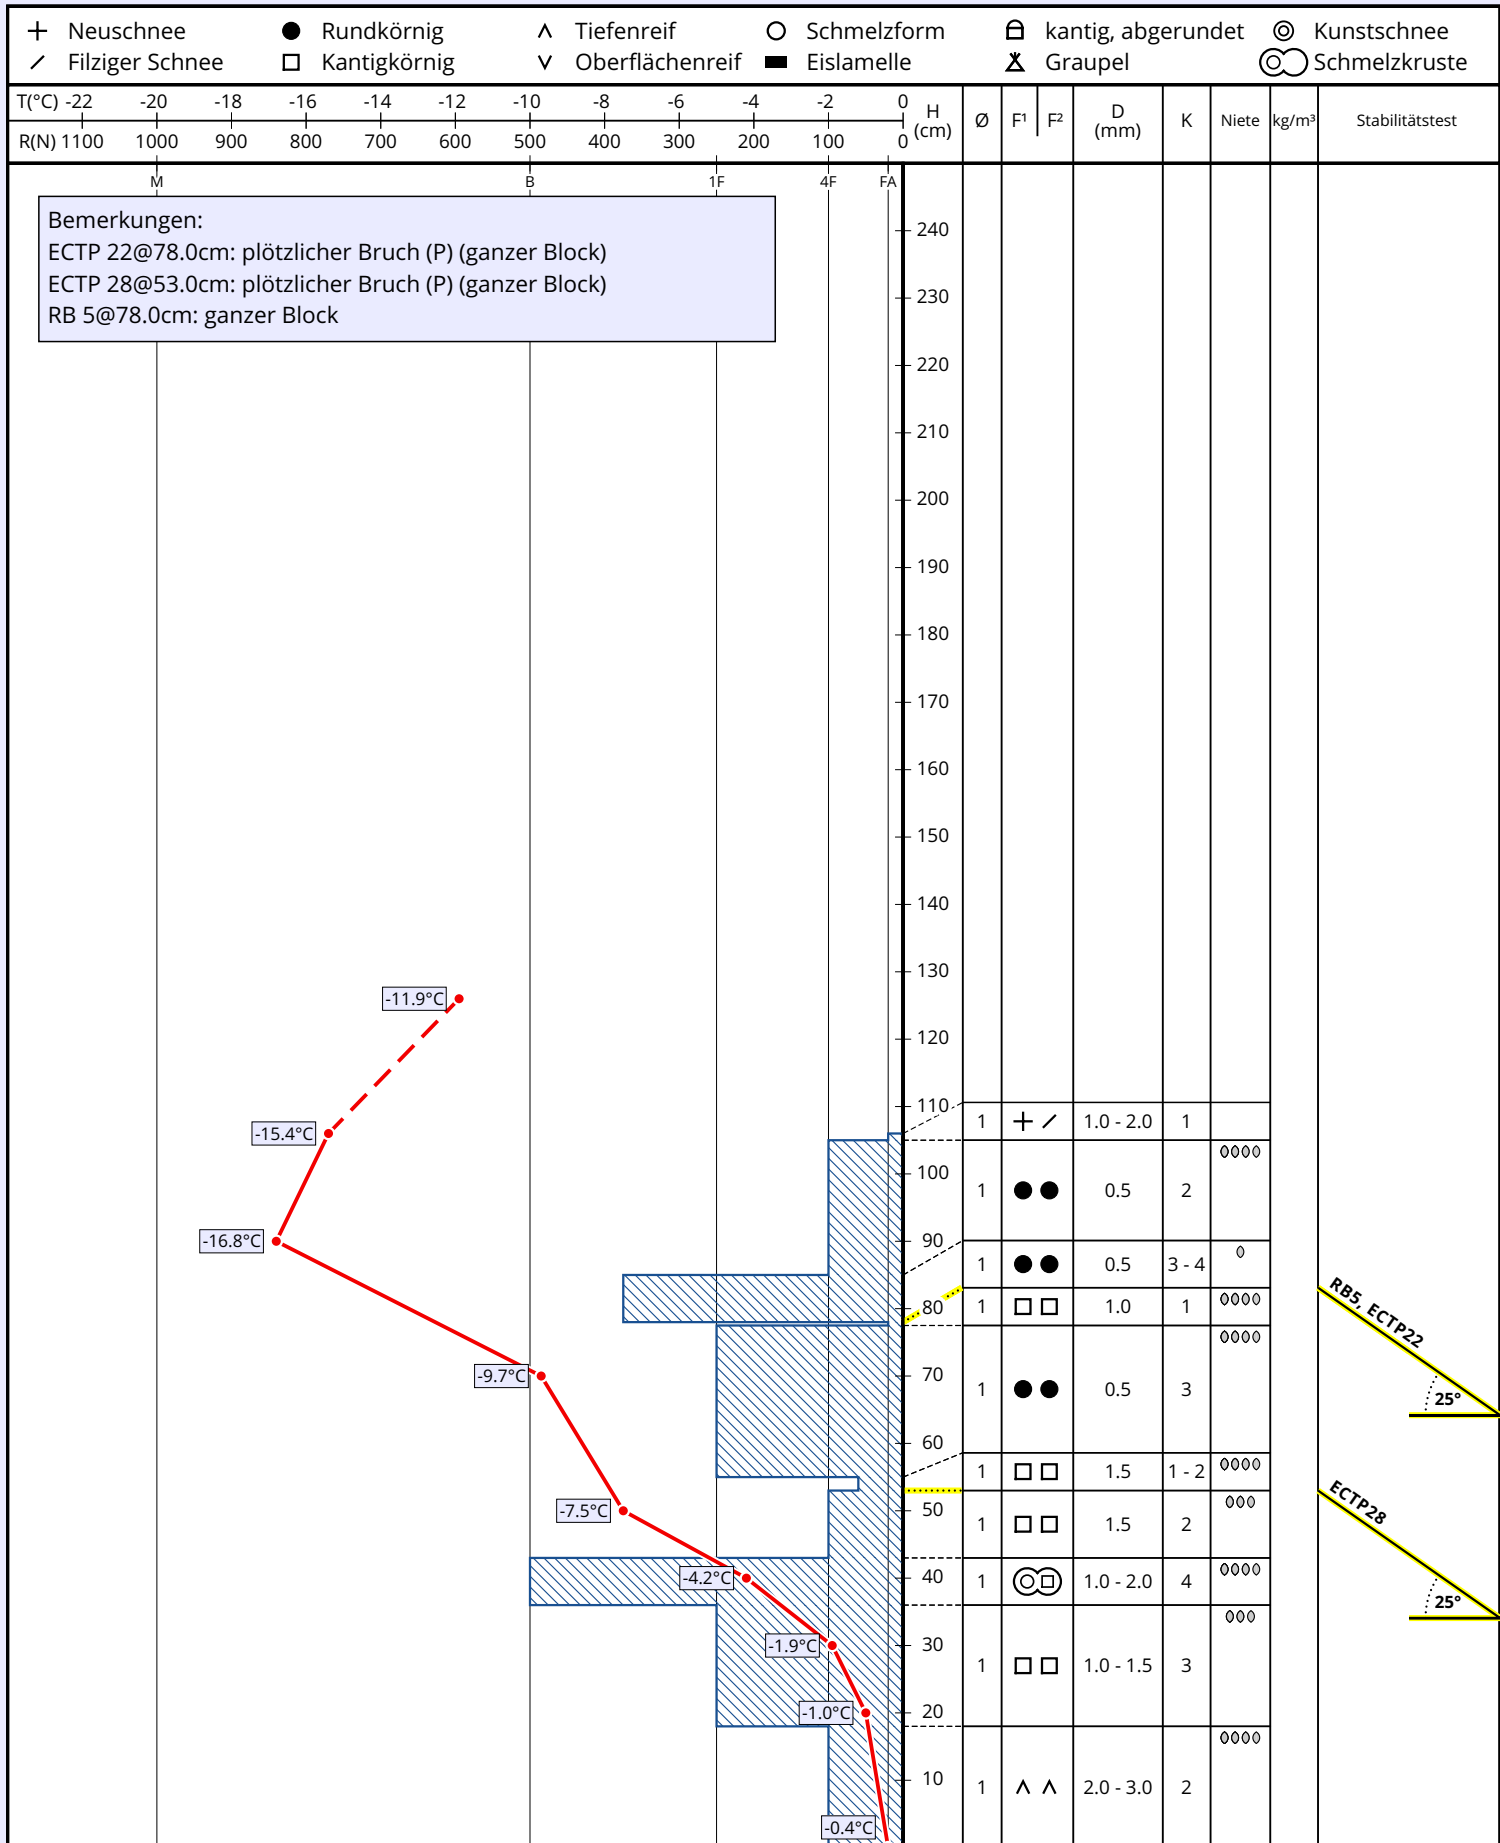 Neuschnee Rundkörnig Tiefenreif Schmelzform kantig, abgerundet Kunstschnee
Filziger Schnee Kantigkörnig Oberflächenreif Eislamelle Graupel Schmelzkruste
T(°C) -22 -20 -18 -16 -14 -12 -10 -8 -6 -4 -2 0
R(N) 1100 1000 900 800 700 600 500 400 300 200 100 0
H (cm) Ø F¹ F² D (mm) K Niete kg/m³ Stabilitätstest
M B 1F 4F FA
Bemerkungen:
ECTP 22@78.0cm: plötzlicher Bruch (P) (ganzer Block)
ECTP 28@53.0cm: plötzlicher Bruch (P) (ganzer Block)
RB 5@78.0cm: ganzer Block
240
230
220
210
200
190
180
170
160
150
140
130
-11.9°C
120
110
1 1.0 - 2.0 1
-15.4°C
100
1 0.5 2
-16.8°C 90
1 0.5 3 - 4
80 1 1.0 1 RB5, ECTP22
-9.7°C 70
1 0.5 3
25°
60
1 1.5 1 - 2
-7.5°C 50 ECTP28
1 1.5 2
-4.2°C 40 1 1.0 - 2.0 4
25°
-1.9°C 30
1 1.0 - 1.5 3
-1.0°C 20
10 1 2.0 - 3.0 2
-0.4°C